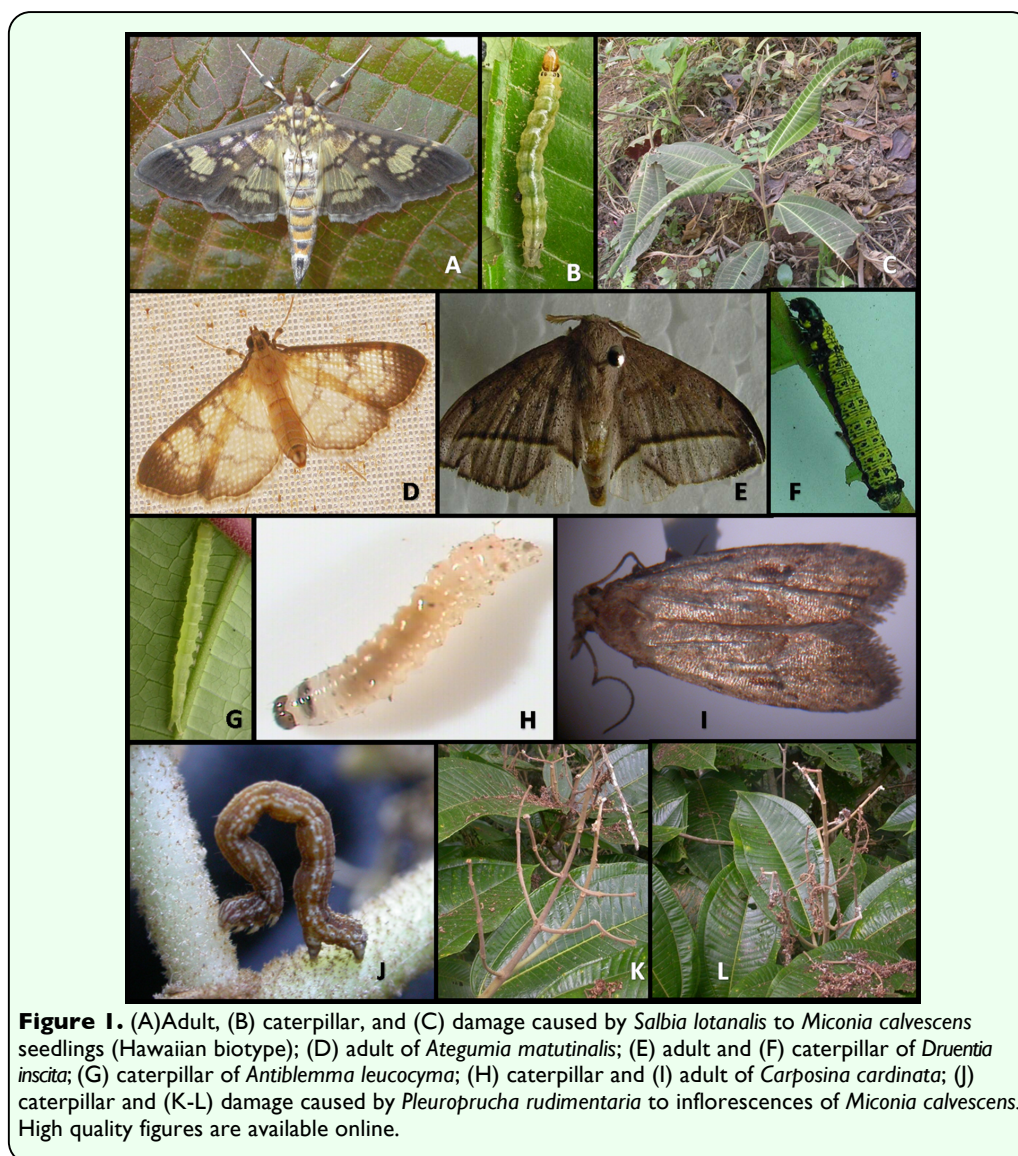 A
B
C
D
E
F
G
H
I
J
K
L
Figure 1. (A)Adult, (B) caterpillar, and (C) damage caused by Salbia lotanalis to Miconia calvescens
seedlings (Hawaiian biotype); (D) adult of Ategumia matutinalis; (E) adult and (F) caterpillar of Druentia
inscita; (G) caterpillar of Antiblemma leucocyma; (H) caterpillar and (I) adult of Carposina cardinata; (J)
caterpillar and (K-L) damage caused by Pleuroprucha rudimentaria to inflorescences of Miconia calvescens.
High quality figures are available online.